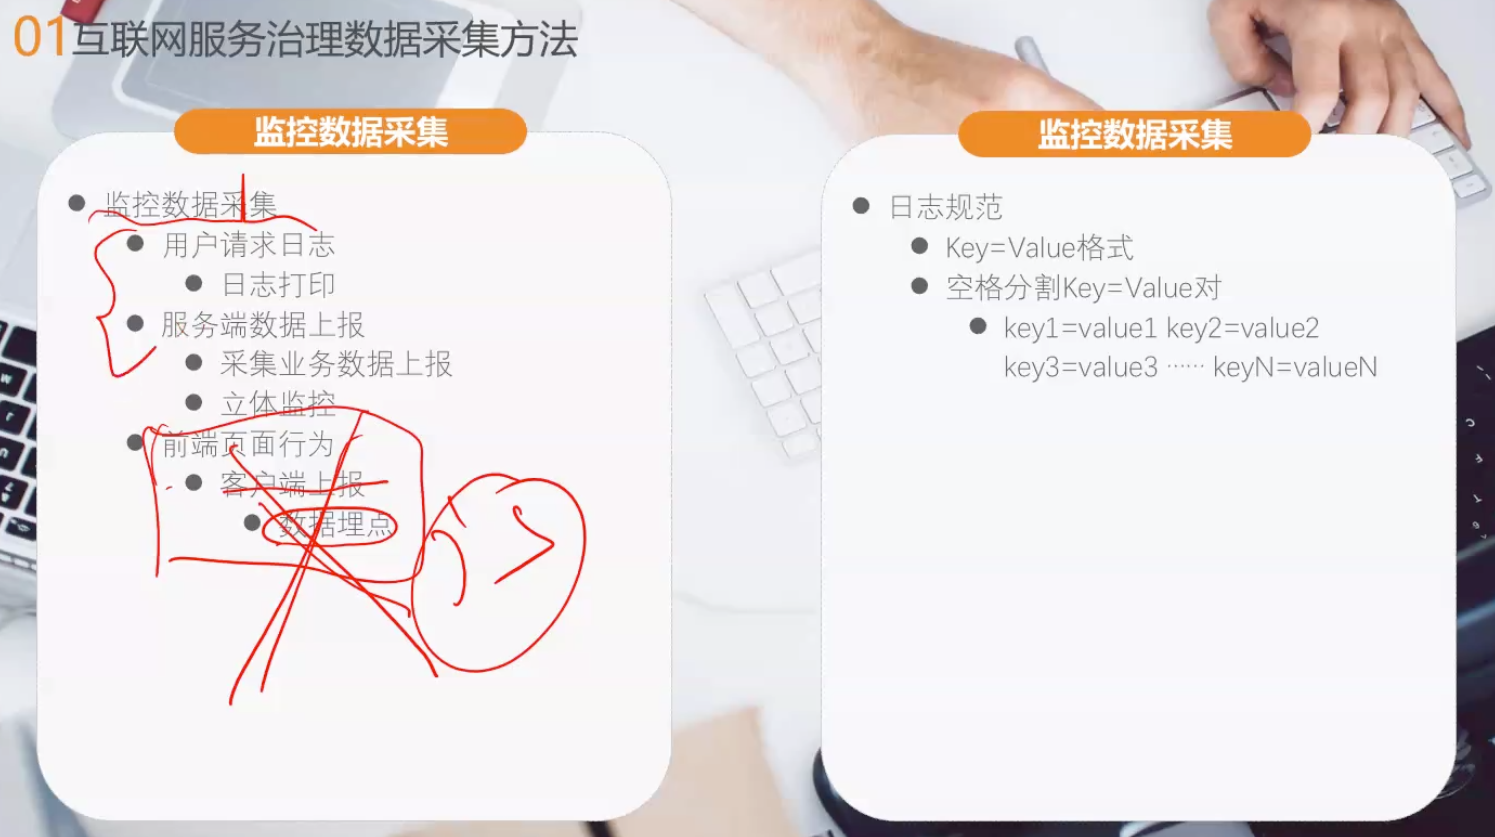 01互联网服务治理数据采集方法
监控数据采集
监控数据采集
用户请求日志
日志打印
服务端数据上报
采集业务数据上报
立体监控
前端页面行为
客户端上报
数据埋点
监控数据采集
日志规范
Key=Value格式
空格分割Key=Value对
key1=value1 key2=value2
key3=value3 ⋯⋯ keyN=valueN